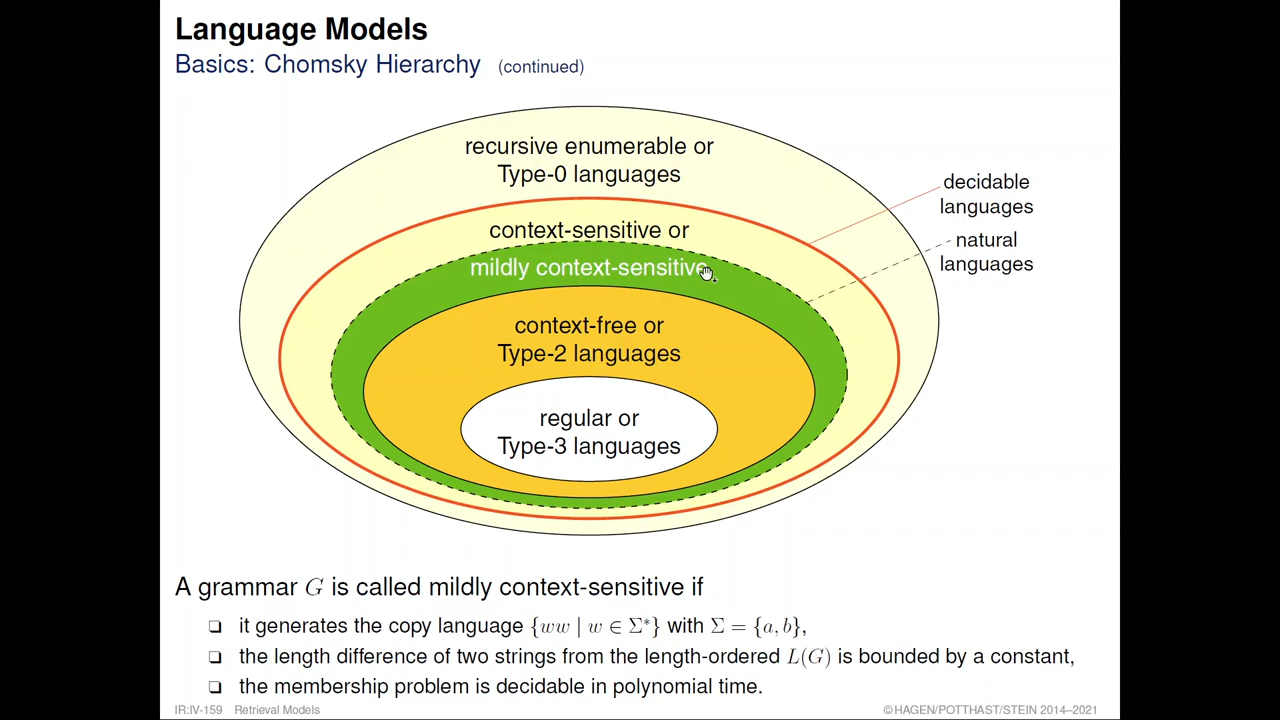 Language Models
Basics: Chomsky Hierarchy (continued)
recursive enumerable or
Type-0 languages
decidable
languages
context-sensitive or
natural
languages
mildly context-sensitive
context-free or
Type-2 languages
regular or
Type-3 languages
A grammar G is called mildly context-sensitive if
❑ it generates the copy language {ww | w ∈ Σ*} with Σ = {a, b},
❑ the length difference of two strings from the length-ordered L(G) is bounded by a constant,
❑ the membership problem is decidable in polynomial time.
IR:IV-159 Retrieval Models
©HAGEN/POTTHAST/STEIN 2014–2021